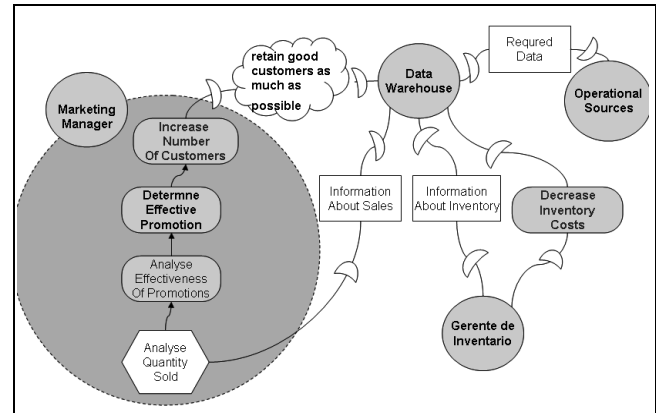 retain good
customers as
much as
possible
Requred
Data
Data
Warehouse
Operational
Sources
Marketing
Manager
Increase
Number
Of Customers
Determne
Effective
Promotion
Information
About Sales
Information
About Inventory
Decrease
Inventory
Costs
Analyse
Effectiveness
Of Promotions
Gerente de
Inventario
Analyse
Quantity
Sold